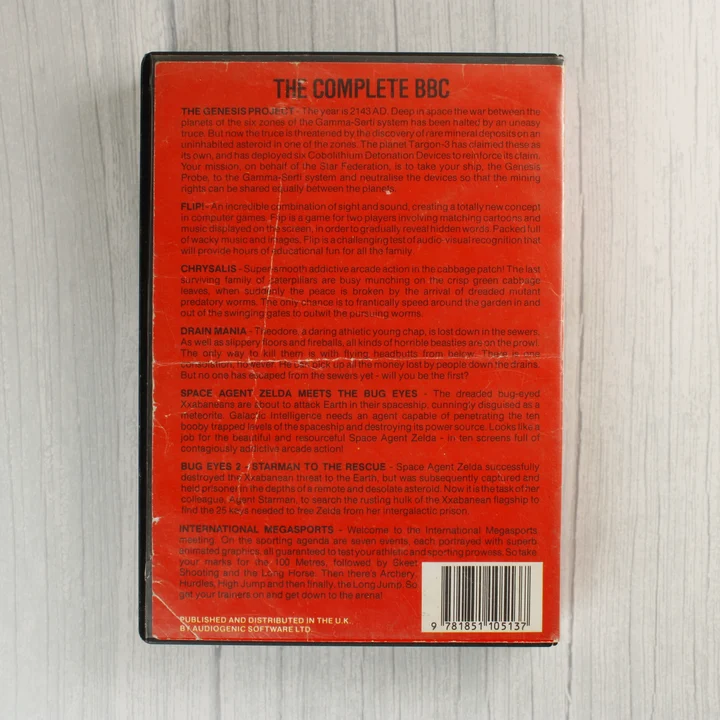 THE COMPLETE BBC
THE GENESIS PROJECT - The year is 2143 AD. Deep in space the war between the
planets of the six zones of the Gamma-Serfi system has been halted by an uneasy
truce. But now the truce is threatened by the discovery of rare mineral deposits on an
uninhabited asteroid in one of the zones. The planet Targon-3 has claimed these as
its own, and has deployed six Cobolithium Detonation Devices to reinforce its claim.
Your mission, on behalf of the Star Federation, is to take your ship, the Genesis
Probe, to the Gamma-Serfi system and neutralise the devices so that the mining
rights can be shared equally between the planets.
FLIP! - An incredible combination of sight and sound, creating a totally new concept
in computer games. Flip is a game for two players involving matching cartoons and
music displayed on the screen, in order to gradually reveal hidden words. Packed full
of wacky music and images, Flip is a challenging test of audio-visual recognition that
will provide hours of educational fun for all the family.
CHRYSALIS - Super smooth addictive arcade action in the cabbage patch! The last
surviving family of caterpillars are busy munching on the crisp green cabbage
leaves, when suddenly the peace is broken by the arrival of dreaded mutant
predatory worms. The only chance is to frantically speed around the garden in and
out of the swinging gates to outwit the pursuing worms.
DRAIN MANIA - Theodore, a daring athletic young chap, is lost down in the sewers.
As well as slippery floors and fireballs, all kinds of horrible beasties are on the prowl.
The only way to kill them is with flying headbutts from below. There is one
consolation, however. He can pick up all the money lost by people down the drains.
But no one has escaped from the sewers yet - will you be the first?
SPACE AGENT ZELDA MEETS THE BUG EYES - The dreaded bug-eyed
Xxabaneans are about to attack Earth in their spaceship, cunningly disguised as a
meteorite. Galactic Intelligence needs an agent capable of penetrating the ten
booby trapped levels of the spaceship and destroying its power source. Looks like a
job for the beautiful and resourceful Space Agent Zelda - in ten screens full of
contagiously addictive arcade action!
BUG EYES 2 - STARMAN TO THE RESCUE - Space Agent Zelda successfully
destroyed the Xxabanean threat to the Earth, but was subsequently captured and
held prisoner in the depths of a remote and desolate asteroid. Now it is the task of her
colleague, Agent Starman, to search the rusting hulk of the Xxabanean flagship to
find the 25 keys needed to free Zelda from her intergalactic prison.
INTERNATIONAL MEGASPORTS - Welcome to the International Megasports
meeting. On the sporting agenda are seven events, each portrayed with superb-
animated graphics, all guaranteed to test your athletic and sporting prowess. So take
your marks for the 100 Metres, followed by Skeet
Shooting and the Long Horse. Then there's Archery,
Hurdles, High Jump and then finally, the Long Jump. So
get your trainers on and get down to the arena!
PUBLISHED AND DISTRIBUTED IN THE U.K.
BY AUDIOGENIC SOFTWARE LTD.
9 781851 105137